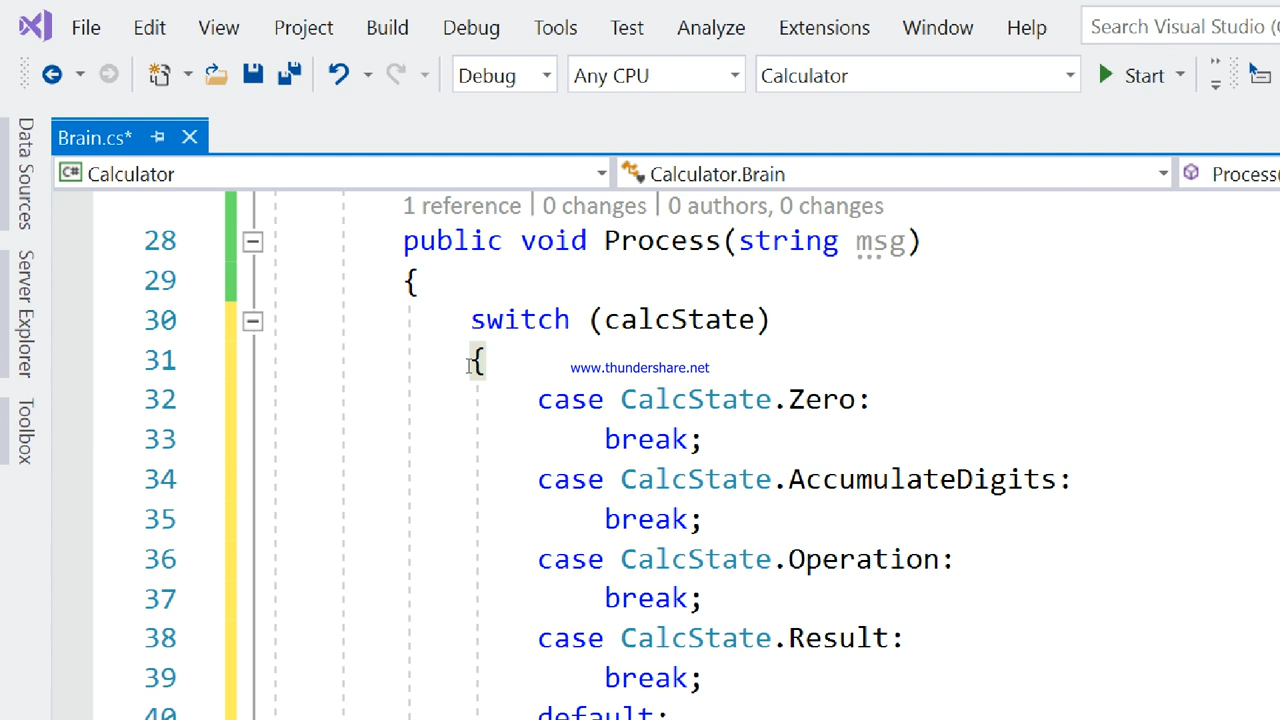 File Edit View Project Build Debug Tools Test Analyze Extensions Window Help Search Visual Studio (
Debug Any CPU Calculator Start
Data Sources
Server Explorer
Toolbox
Brain.cs*
C# Calculator Calculator.Brain Process(
1 reference | 0 changes | 0 authors, 0 changes
28 public void Process(string msg)
29 {
30 switch (calcState)
31 {
www.thundershare.net
32 case CalcState.Zero:
33 break;
34 case CalcState.AccumulateDigits:
35 break;
36 case CalcState.Operation:
37 break;
38 case CalcState.Result:
39 break;
40 default: